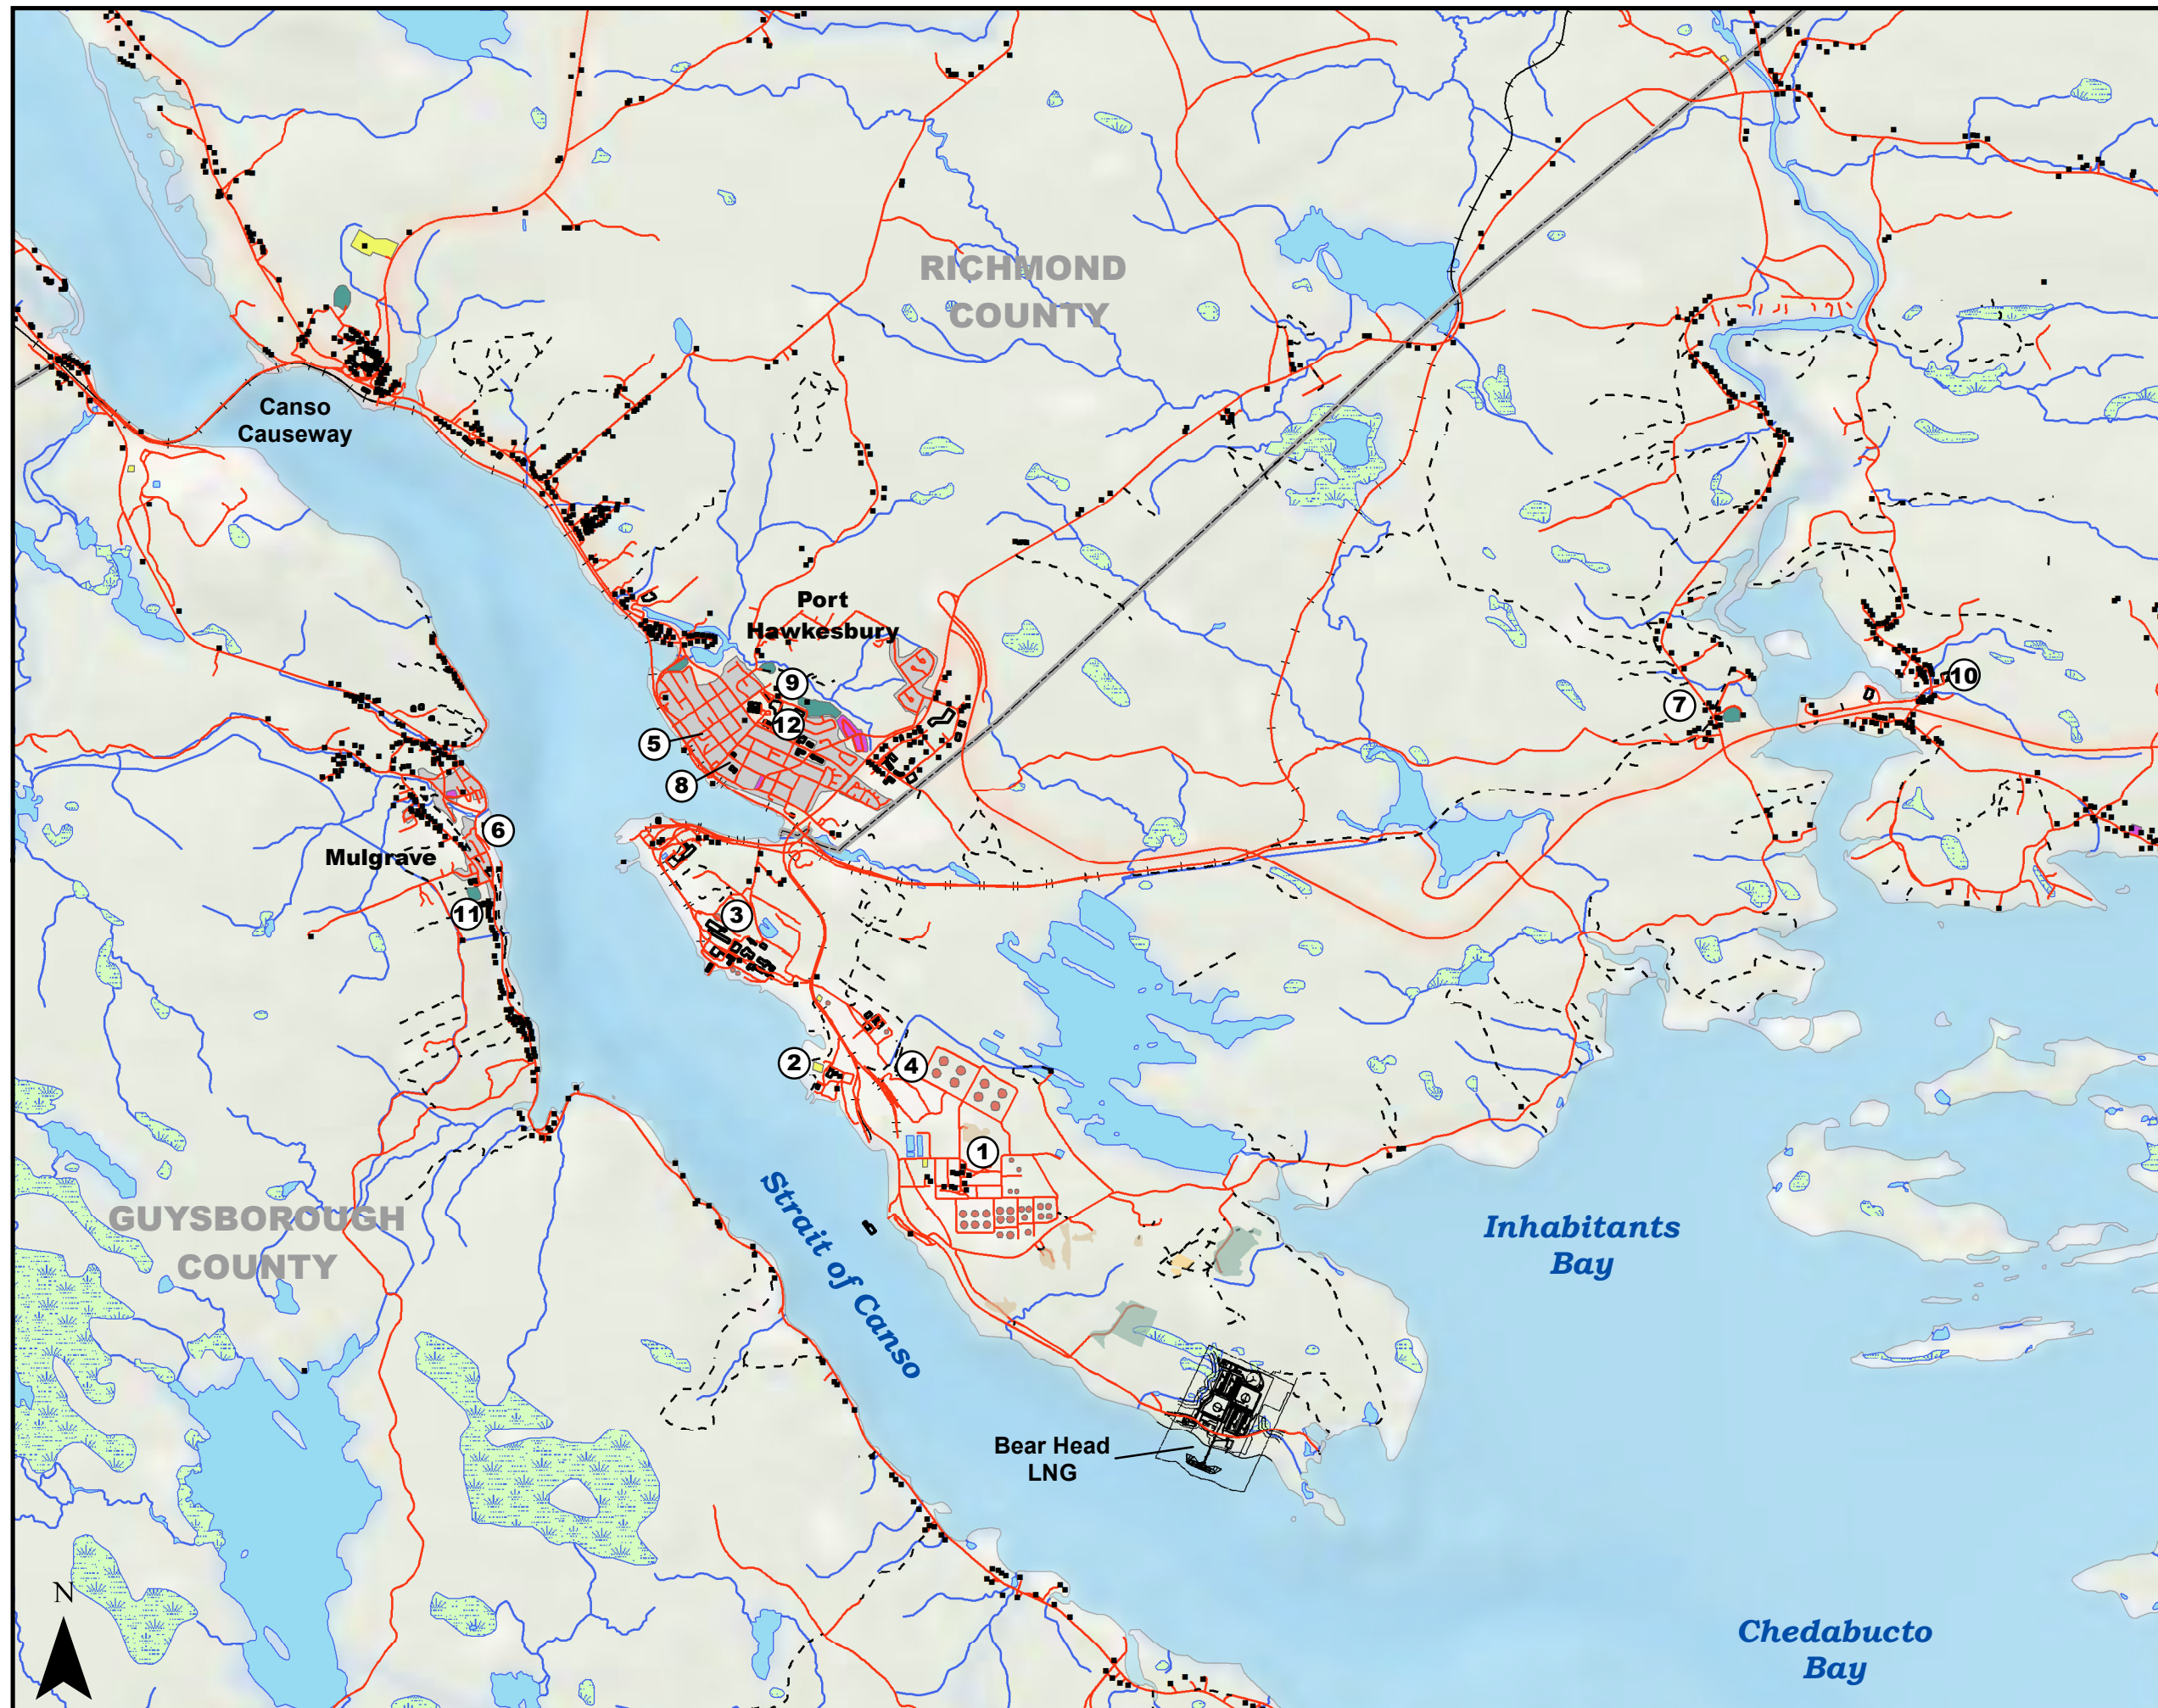 RICHMOND
COUNTY
Canso
Causeway
Port
Hawkesbury
9
10
7
12
5
8
6
Mulgrave
3
11
2
4
1
Strait of Canso
GUYSBOROUGH
COUNTY
Inhabitants
Bay
Bear Head
LNG
N
Chedabucto
Bay